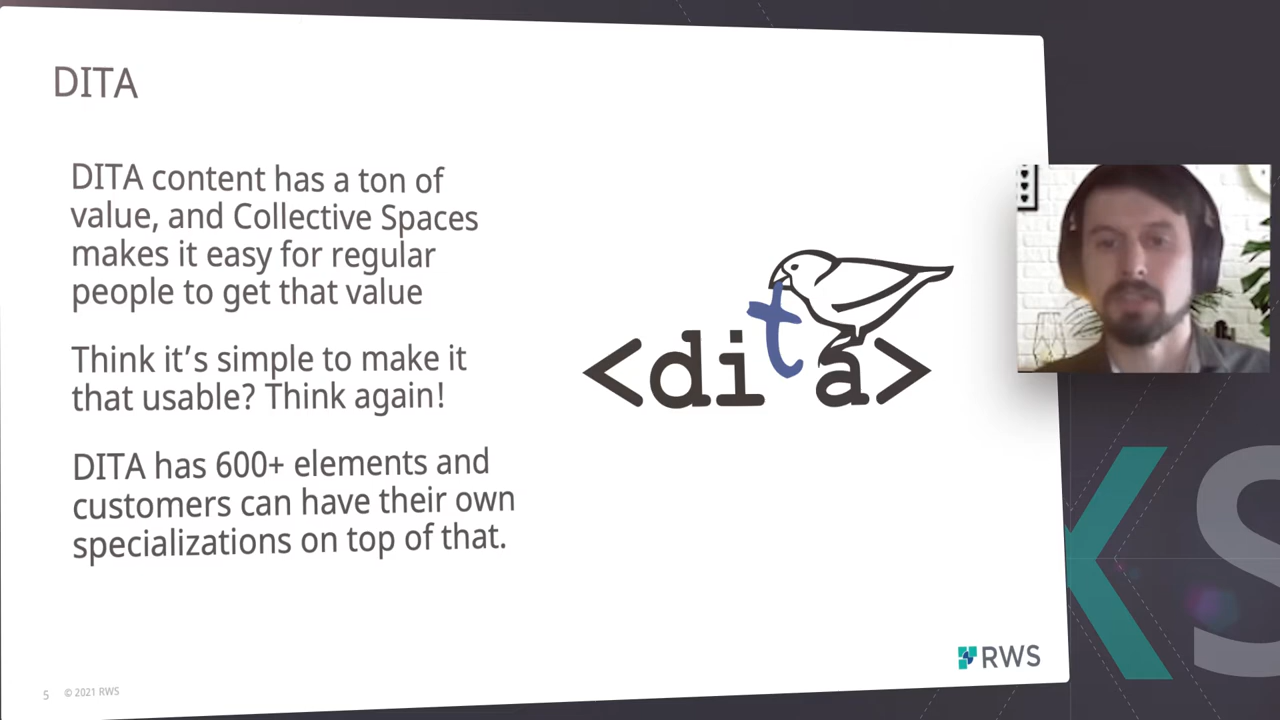 DITA
DITA content has a ton of
value, and Collective Spaces
makes it easy for regular
people to get that value
Think it’s simple to make it
that usable? Think again!
DITA has 600+ elements and
customers can have their own
specializations on top of that.
<dita>
RWS
5 © 2021 RWS
KS